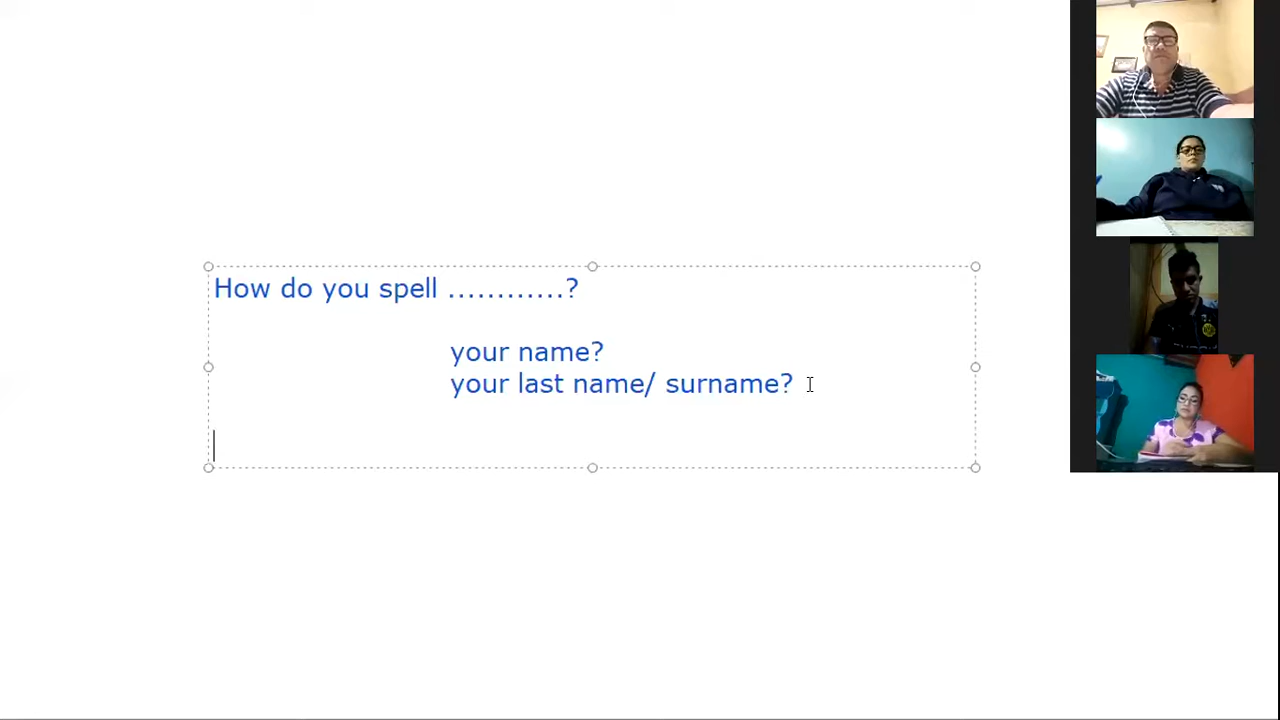 How do you spell ............?
your name?
your last name/ surname?